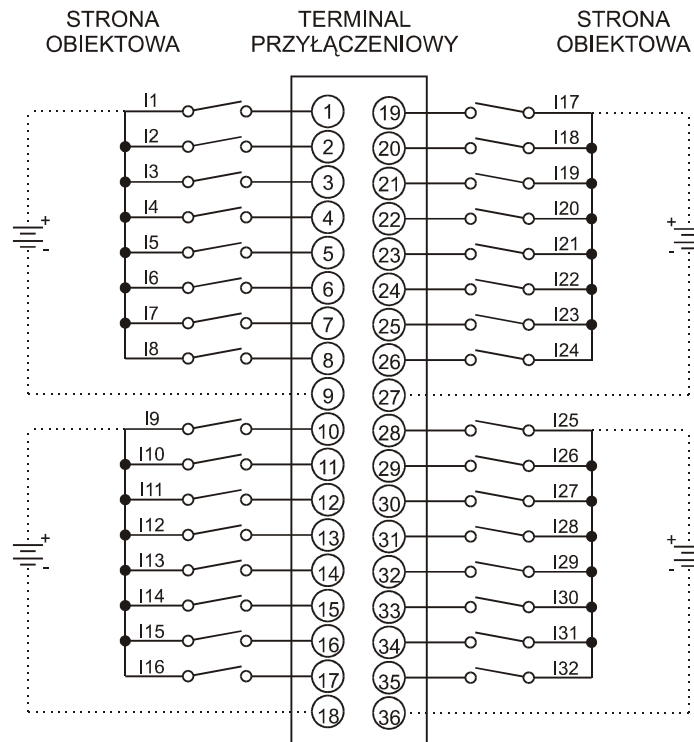 STRONA OBIEKTOWA
TERMINAL PRZYŁĄCZENIOWY
STRONA OBIEKTOWA
I1 1 19 I17
I2 2 20 I18
I3 3 21 I19
I4 4 22 I20
+ I5 5 23 I21 +
- I6 6 24 I22 -
I7 7 25 I23
I8 8 26 I24
9 27
I9 10 28 I25
I10 11 29 I26
I11 12 30 I27
I12 13 31 I28
+ I13 14 32 I29 +
- I14 15 33 I30 -
I15 16 34 I31
I16 17 35 I32
18 36